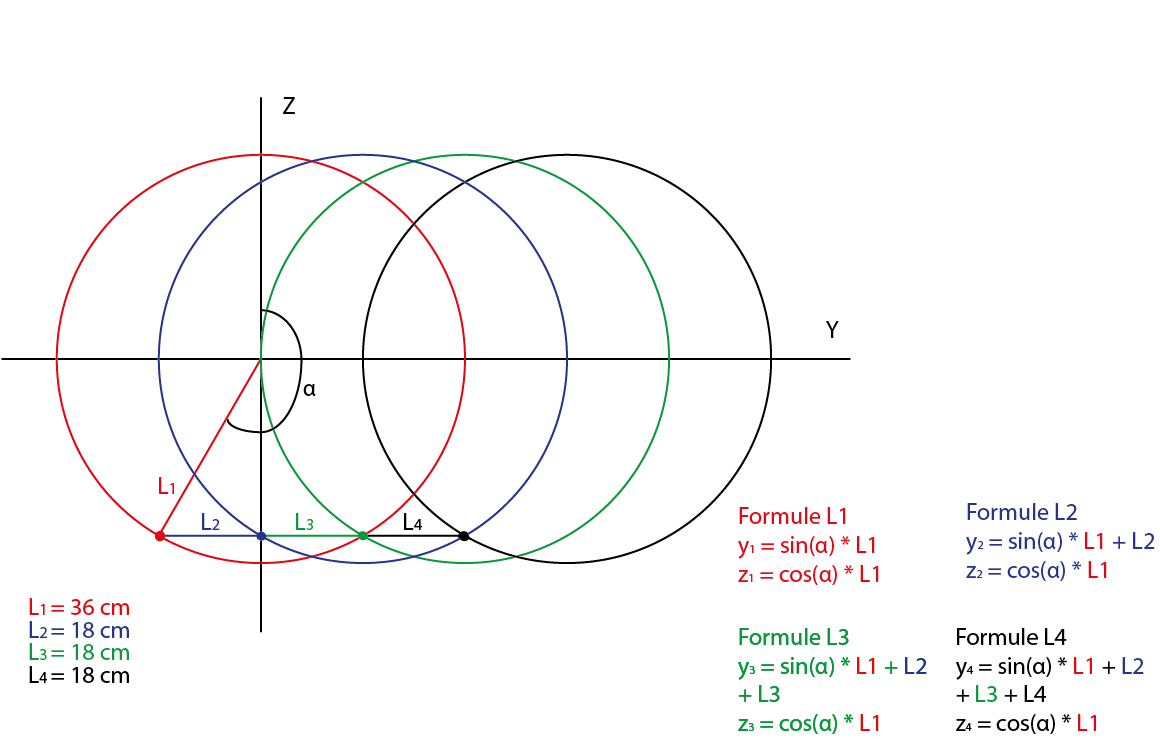 Z
Y
α
L1
L2
L3
L4
Formule L1
y1 = sin(α) * L1
z1 = cos(α) * L1
Formule L2
y2 = sin(α) * L1 + L2
z2 = cos(α) * L1
L1 = 36 cm
L2 = 18 cm
L3 = 18 cm
L4 = 18 cm
Formule L3
y3 = sin(α) * L1 + L2
+ L3
z3 = cos(α) * L1
Formule L4
y4 = sin(α) * L1 + L2
+ L3 + L4
z4 = cos(α) * L1